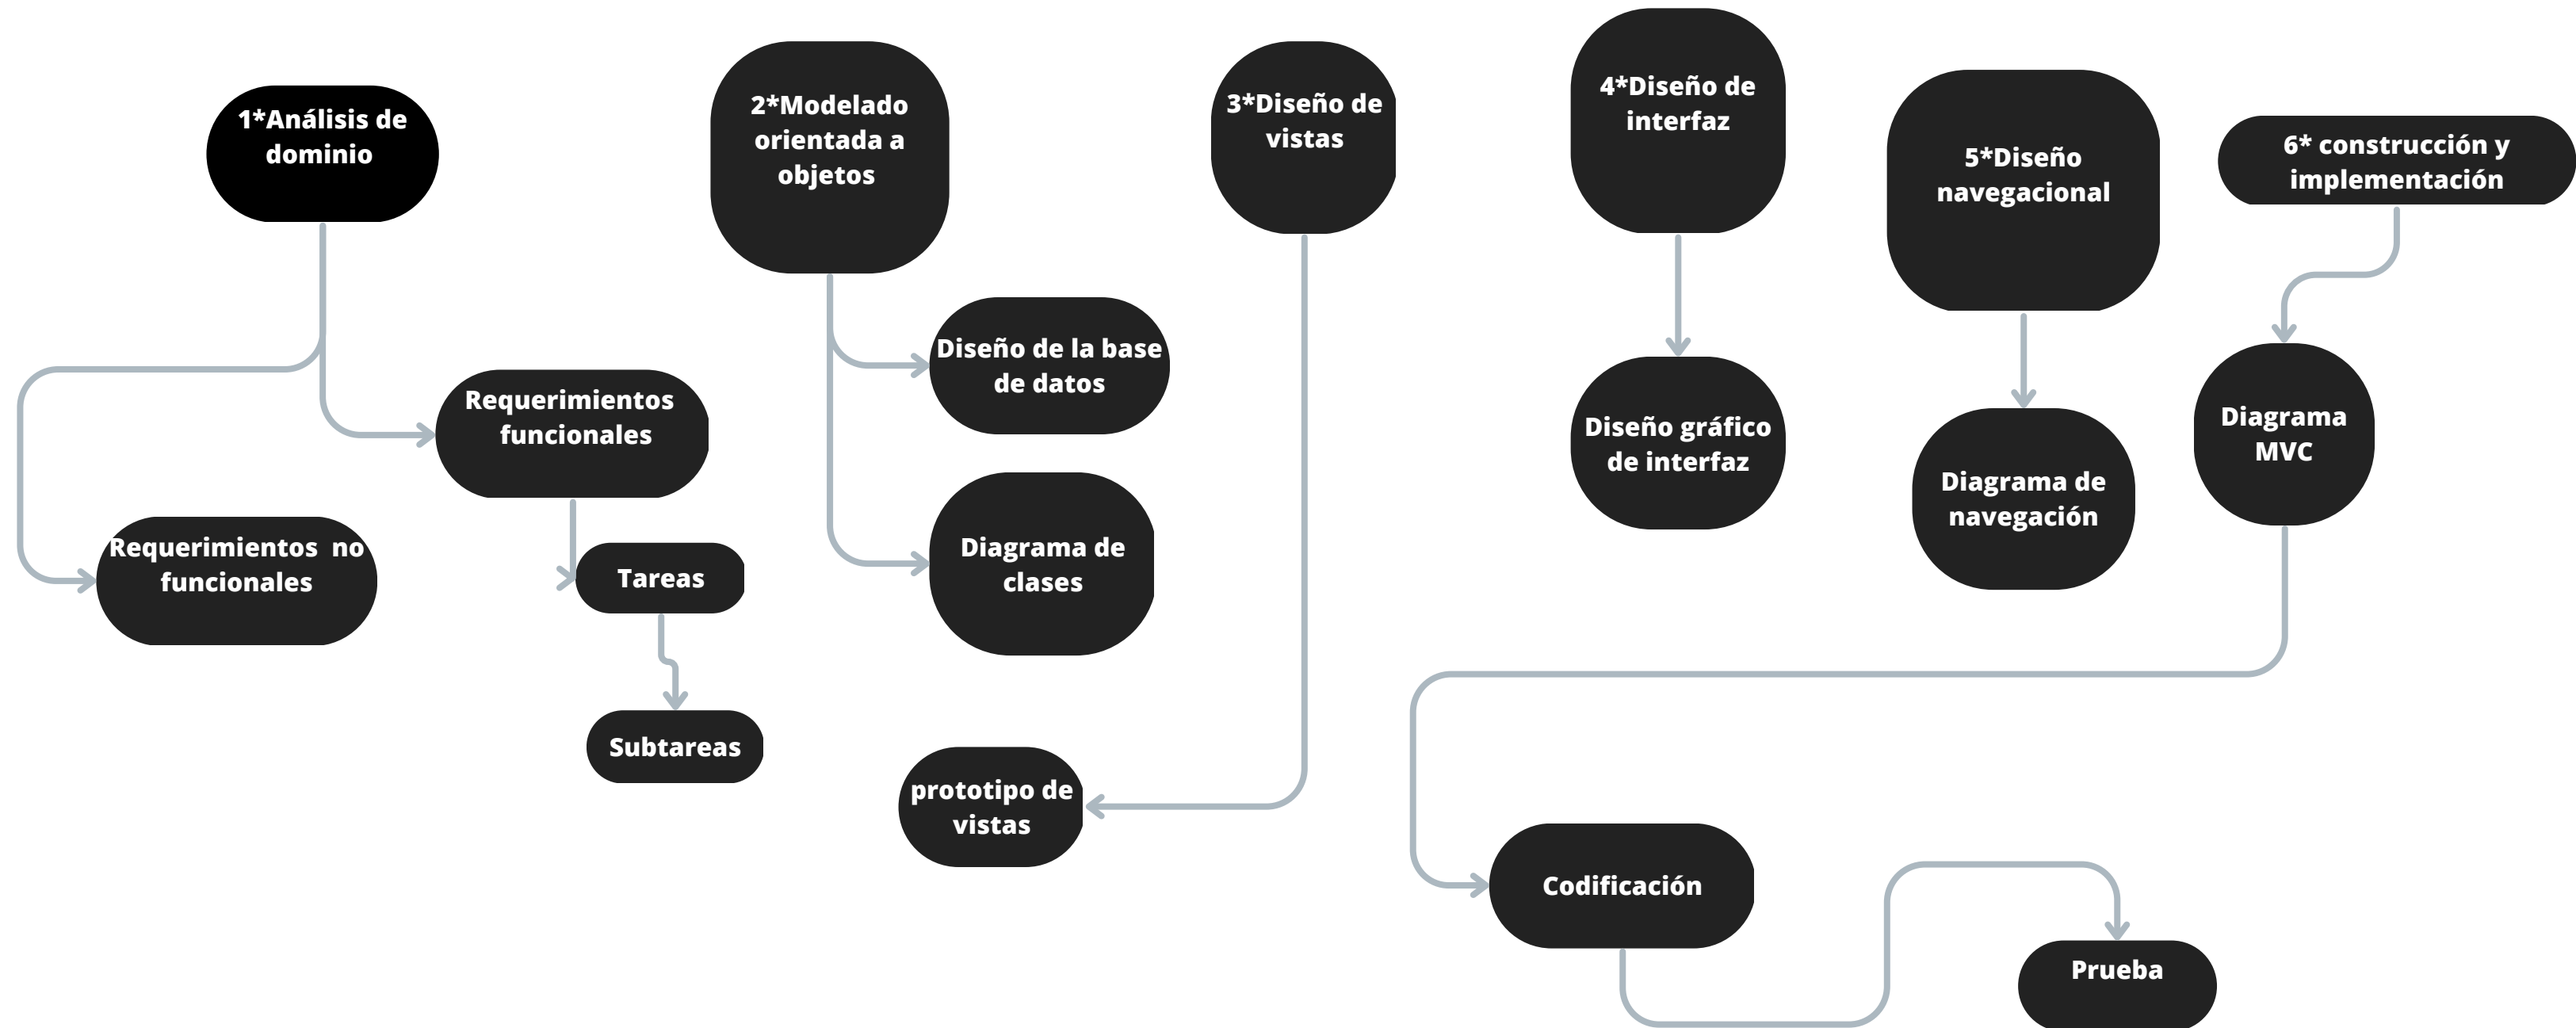 1*Análisis de
dominio
2*Modelado
orientada a
objetos
3*Diseño de
vistas
4*Diseño de
interfaz
5*Diseño
navegacional
6* construcción y
implementación
Requerimientos
funcionales
Requerimientos  no
funcionales
Tareas
Subtareas
Diseño de la base
de datos
Diagrama de
clases
prototipo de
vistas
Diseño gráfico
de interfaz
Diagrama de
navegación
Diagrama
MVC
Codificación
Prueba